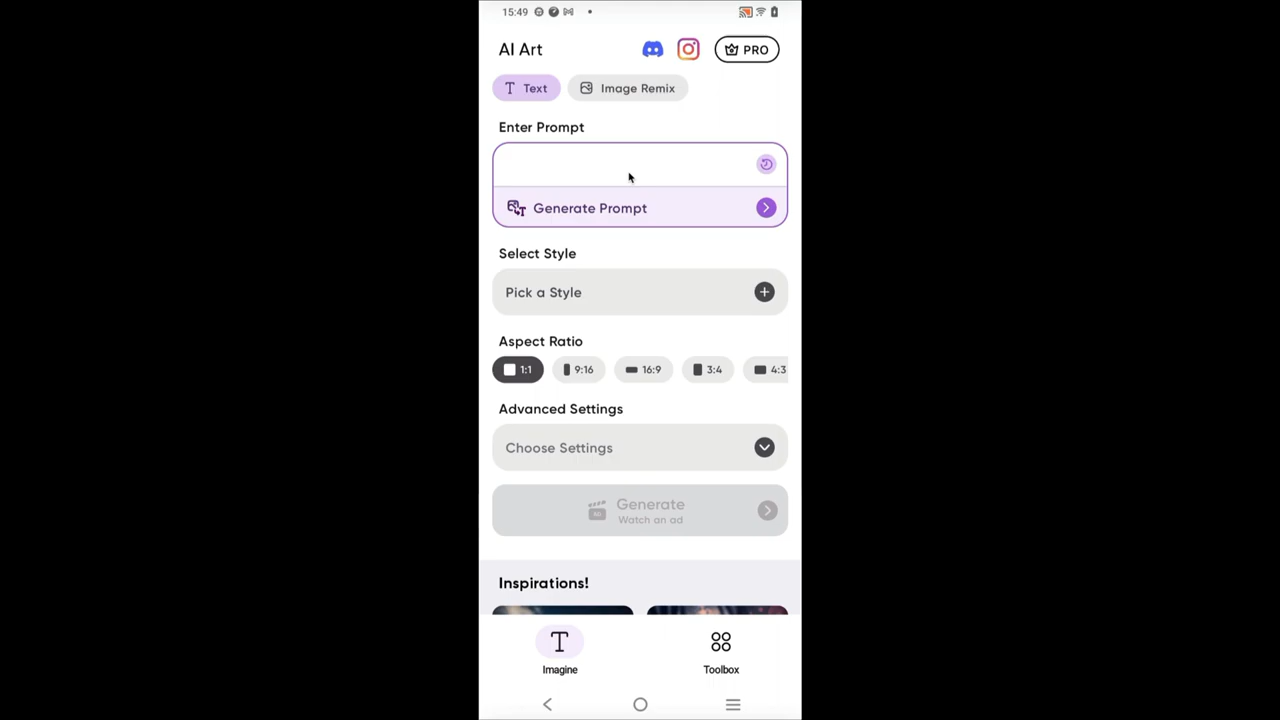 15:49
AI Art
PRO
Text
Image Remix
Enter Prompt
Generate Prompt
Select Style
Pick a Style
Aspect Ratio
1:1
9:16
16:9
3:4
4:3
Advanced Settings
Choose Settings
AD
Generate
Watch an ad
Inspirations!
Imagine
Toolbox